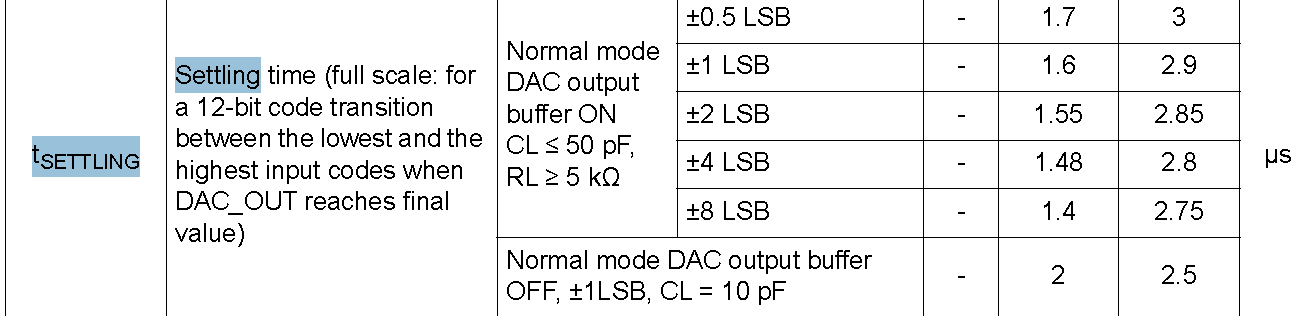 tSETTLING
Settling time (full scale: for
a 12-bit code transition
between the lowest and the
highest input codes when
DAC_OUT reaches final
value)
Normal mode
DAC output
buffer ON
CL ≤ 50 pF,
RL ≥ 5 kΩ
±0.5 LSB - 1.7 3
±1 LSB - 1.6 2.9
±2 LSB - 1.55 2.85
±4 LSB - 1.48 2.8
±8 LSB - 1.4 2.75
Normal mode DAC output buffer
OFF, ±1LSB, CL = 10 pF
- 2 2.5
µs